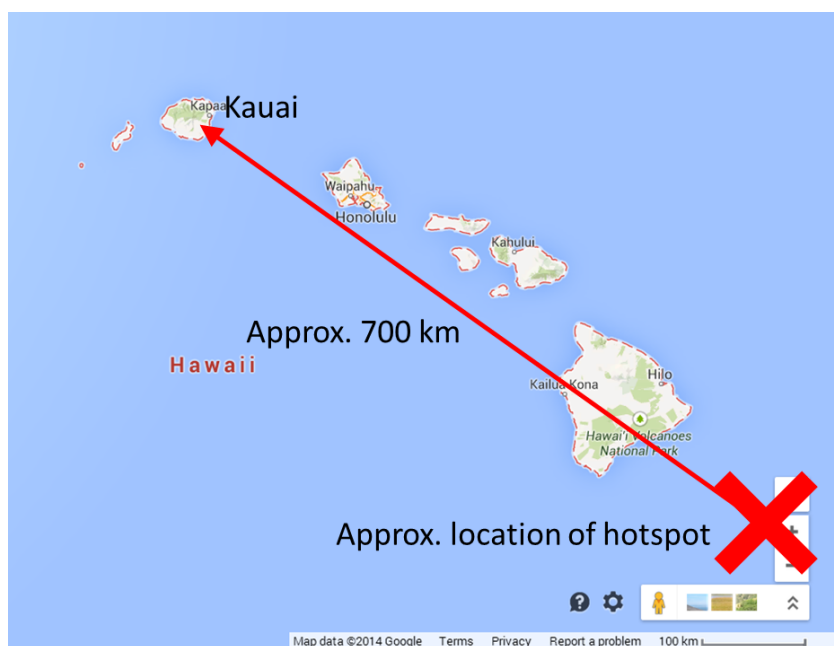 Kapaa
Kauai
Waipahu
Honolulu
Kahului
Approx. 700 km
Hawaii
Hilo
Kailua Kona
Hawai'i Volcanoes
National Park
Approx. location of hotspot
Map data ©2014 Google Terms Privacy Report a problem 100 km